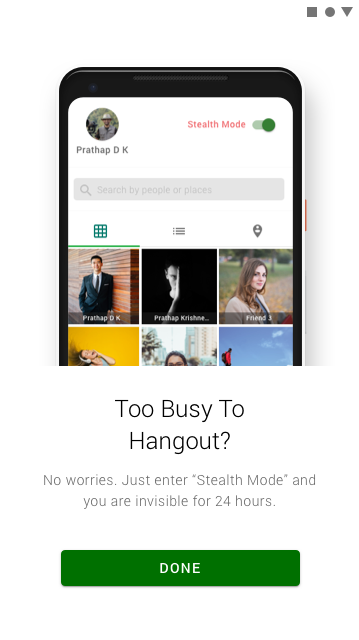 Stealth Mode
Prathap D K
Search by people or places
Prathap D K
Prathap Krishne...
Friend 3
Too Busy To
Hangout?
No worries. Just enter “Stealth Mode” and
you are invisible for 24 hours.
DONE